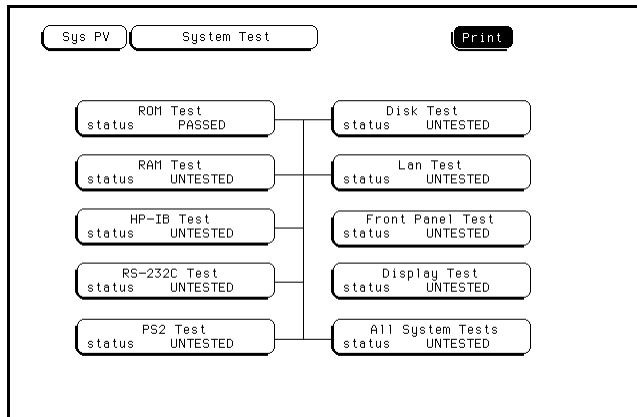 Sys PV System Test Print
ROM Test
status PASSED
Disk Test
status UNTESTED
RAM Test
status UNTESTED
Lan Test
status UNTESTED
HP-IB Test
status UNTESTED
Front Panel Test
status UNTESTED
RS-232C Test
status UNTESTED
Display Test
status UNTESTED
PS2 Test
status UNTESTED
All System Tests
status UNTESTED